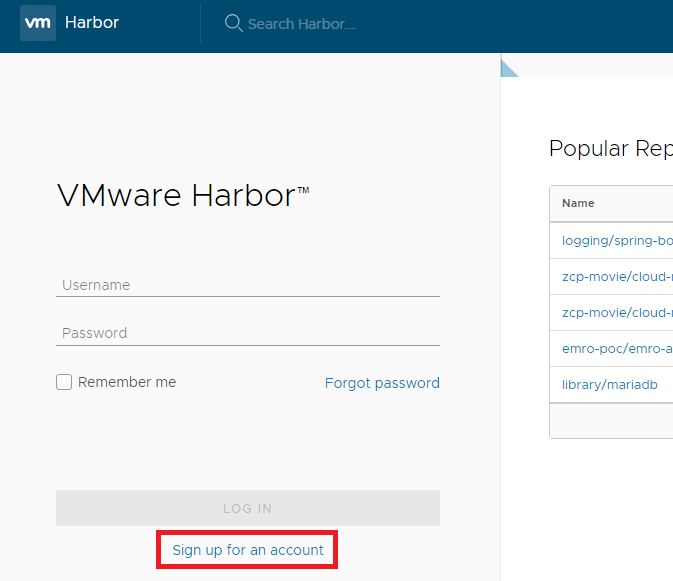 vm Harbor Search Harbor...
VMware Harbor™
Username
Password
Remember me Forgot password
LOG IN
Sign up for an account
Popular Rep
Name
logging/spring-bo
zcp-movie/cloud-
zcp-movie/cloud-
emro-poc/emro-a
library/mariadb